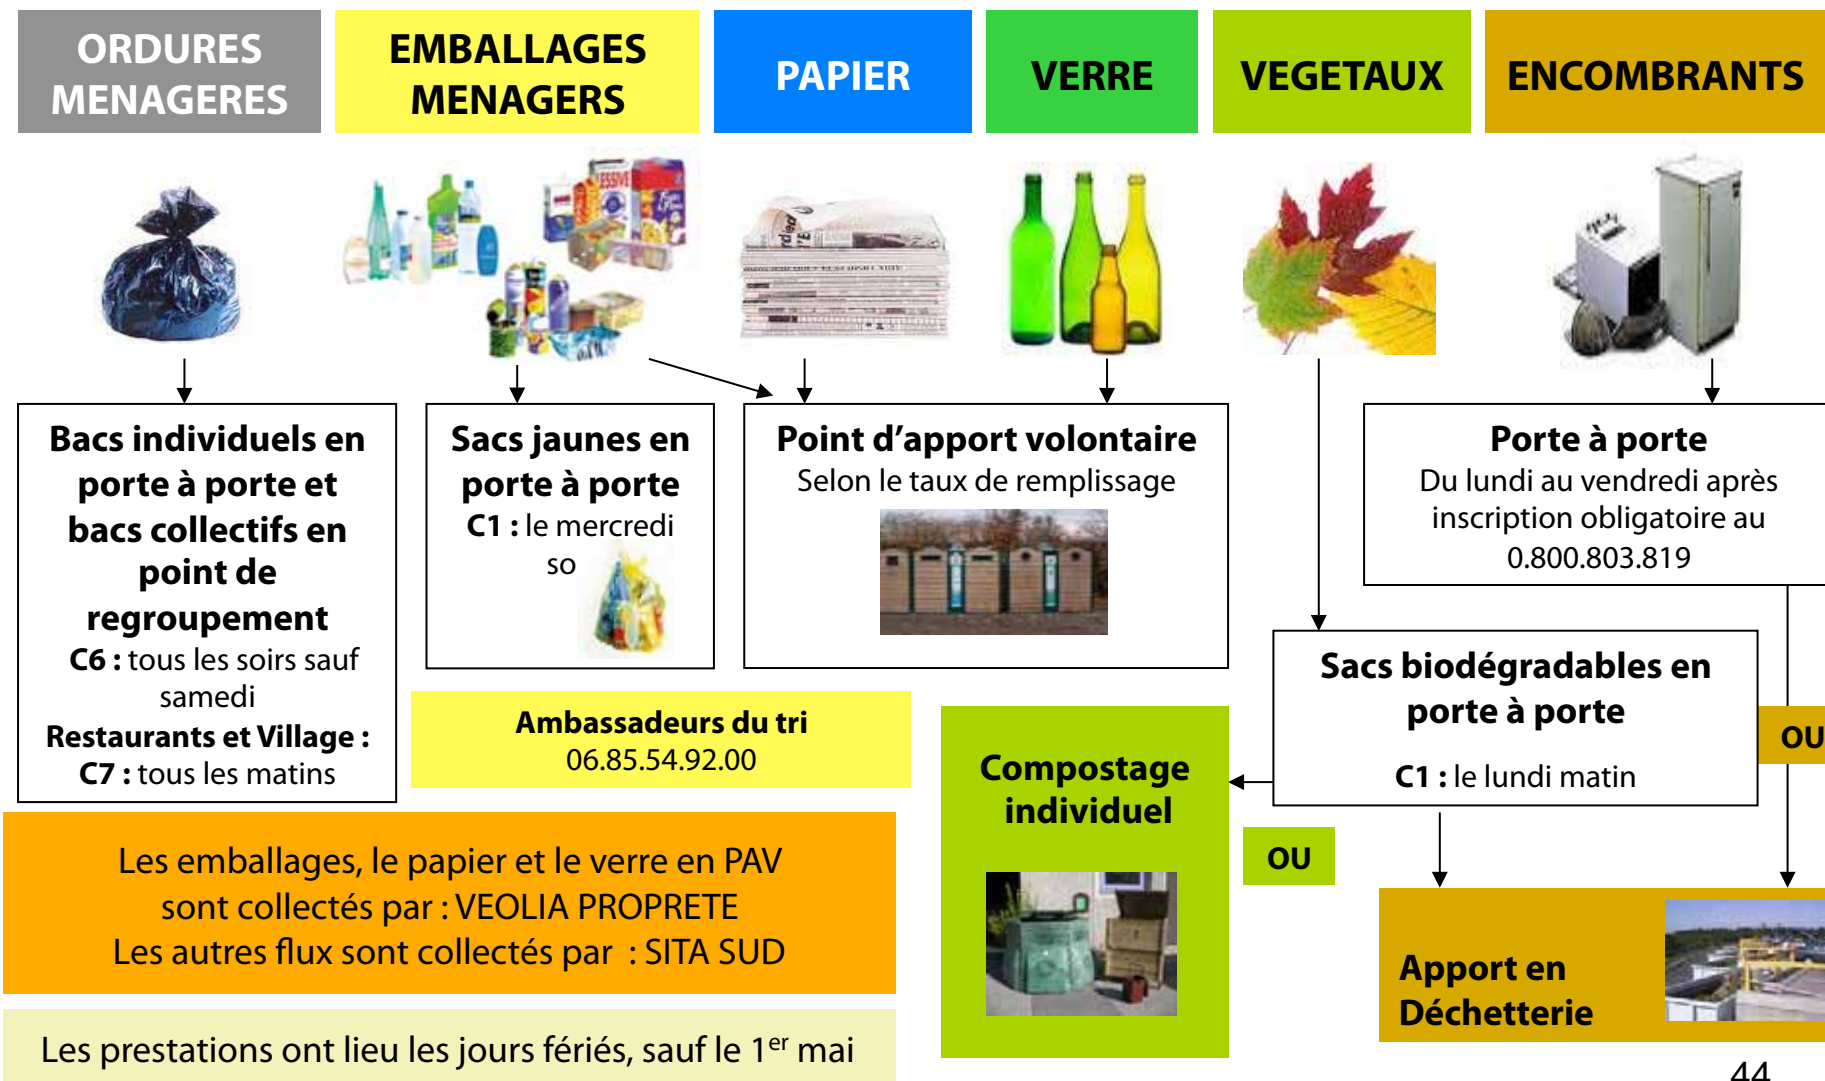 ORDURES
MENAGERES
EMBALLAGES
MENAGERS
PAPIER
VERRE
VEGETAUX
ENCOMBRANTS
Bacs individuels en
porte à porte et
bacs collectifs en
point de
regroupement
C6 : tous les soirs sauf
samedi
Restaurants et Village :
C7 : tous les matins
Sacs jaunes en
porte à porte
C1 : le mercredi
so
Point d’apport volontaire
Selon le taux de remplissage
Porte à porte
Du lundi au vendredi après
inscription obligatoire au
0.800.803.819
Sacs biodégradables en
porte à porte
C1 : le lundi matin
OU
Ambassadeurs du tri
06.85.54.92.00
Compostage
individuel
OU
Apport en
Déchetterie
Les emballages, le papier et le verre en PAV
sont collectés par : VEOLIA PROPRETE
Les autres flux sont collectés par : SITA SUD
Les prestations ont lieu les jours fériés, sauf le 1er mai
44